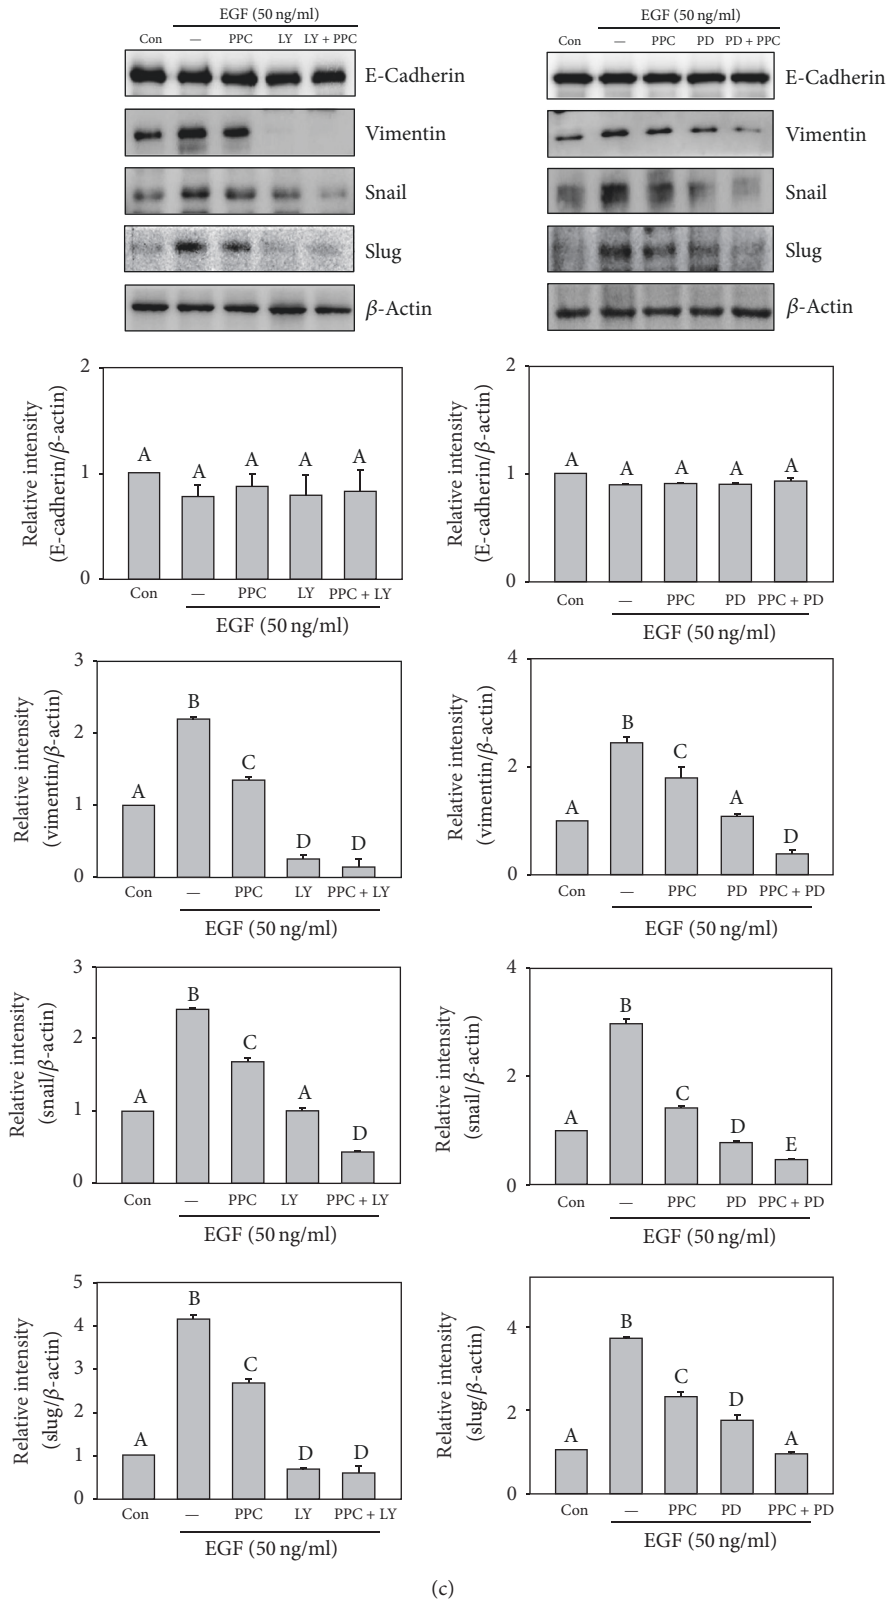 EGF (50 ng/ml)
Con — PPC LY LY + PPC
E-Cadherin
Vimentin
Snail
Slug
β-Actin
EGF (50 ng/ml)
Con — PPC PD PD + PPC
E-Cadherin
Vimentin
Snail
Slug
β-Actin
Relative intensity
(E-cadherin/β-actin)
2
1
0
A A A A A
Con — PPC LY PPC + LY
EGF (50 ng/ml)
Relative intensity
(E-cadherin/β-actin)
2
1
0
A A A A A
Con — PPC PD PPC + PD
EGF (50 ng/ml)
Relative intensity
(vimentin/β-actin)
3
2
1
0
A B C D D
Con — PPC LY PPC + LY
EGF (50 ng/ml)
Relative intensity
(vimentin/β-actin)
4
2
0
A B C A D
Con — PPC PD PPC + PD
EGF (50 ng/ml)
Relative intensity
(snail/β-actin)
3
2
1
0
A B C A D
Con — PPC LY PPC + LY
EGF (50 ng/ml)
Relative intensity
(snail/β-actin)
4
2
0
A B C D E
Con — PPC PD PPC + PD
EGF (50 ng/ml)
Relative intensity
(slug/β-actin)
5
4
3
2
1
0
A B C D D
Con — PPC LY PPC + LY
EGF (50 ng/ml)
Relative intensity
(slug/β-actin)
4
2
0
A B C D A
Con — PPC PD PPC + PD
EGF (50 ng/ml)
(c)